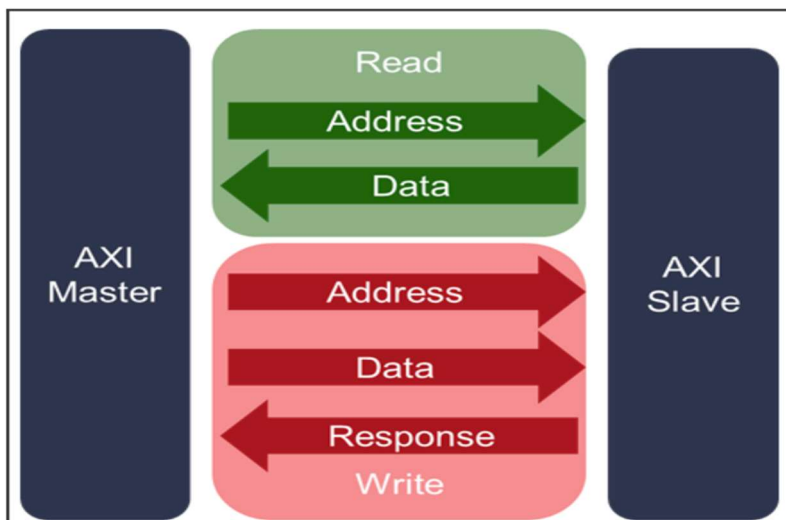 Read
Address
Data
AXI
Master
Address
Data
Response
Write
AXI
Slave